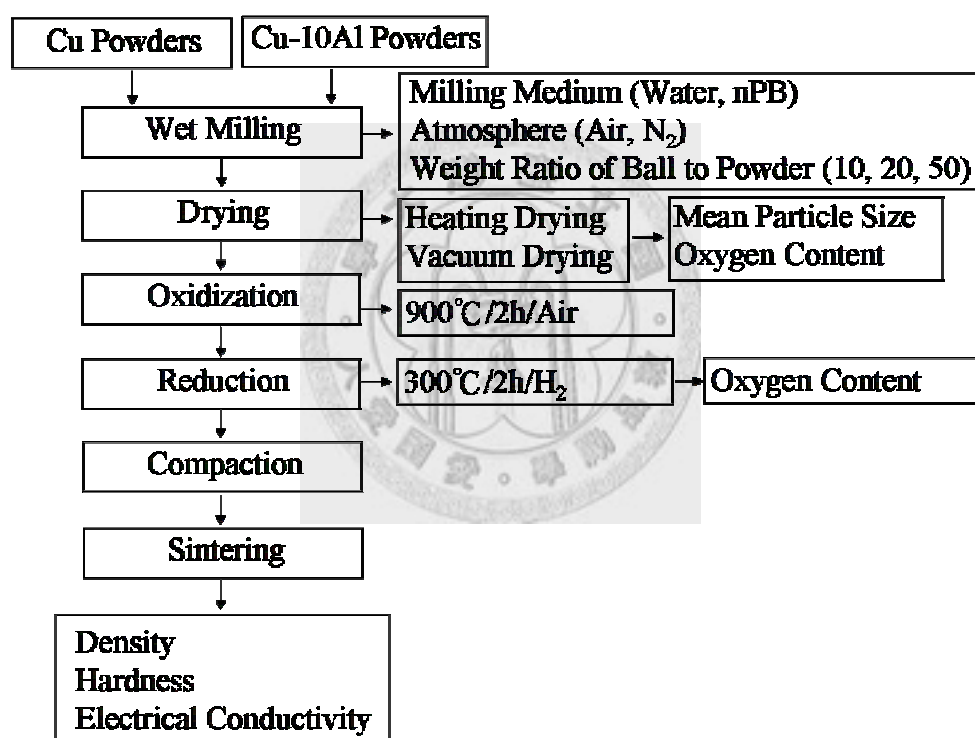 Cu Powders
Cu-10Al Powders
Wet Milling
Milling Medium (Water, nPB)
Atmosphere (Air, N₂)
Weight Ratio of Ball to Powder (10, 20, 50)
Drying
Heating Drying
Vacuum Drying
Mean Particle Size
Oxygen Content
Oxidization
900℃/2h/Air
Reduction
300℃/2h/H₂
Oxygen Content
Compaction
Sintering
Density
Hardness
Electrical Conductivity